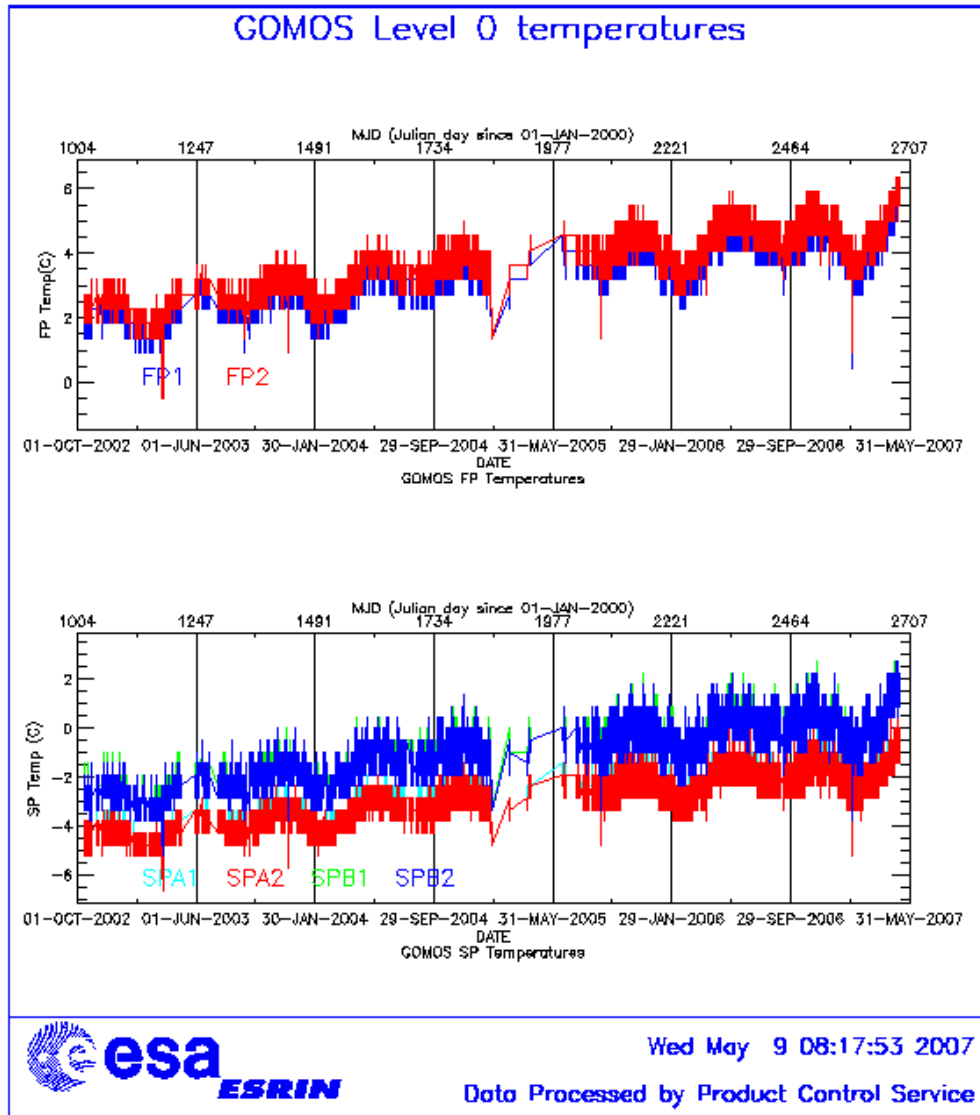 GOMOS Level 0 temperatures
MJD (Julian day since 01-JAN-2000)
1004 1247 1491 1734 1977 2221 2464 2707
6
4
2
0
FP Temp(C)
FP1 FP2
01-OCT-2002 01-JUN-2003 30-JAN-2004 29-SEP-2004 31-MAY-2005 29-JAN-2006 29-SEP-2006 31-MAY-2007
DATE
GOMOS FP Temperatures
MJD (Julian day since 01-JAN-2000)
1004 1247 1491 1734 1977 2221 2464 2707
2
0
-2
-4
-6
SP Temp (C)
SPA1 SPA2 SPB1 SPB2
01-OCT-2002 01-JUN-2003 30-JAN-2004 29-SEP-2004 31-MAY-2005 29-JAN-2006 29-SEP-2006 31-MAY-2007
DATE
GOMOS SP Temperatures
esa
ESRIN
Wed May 9 08:17:53 2007
Data Processed by Product Control Service